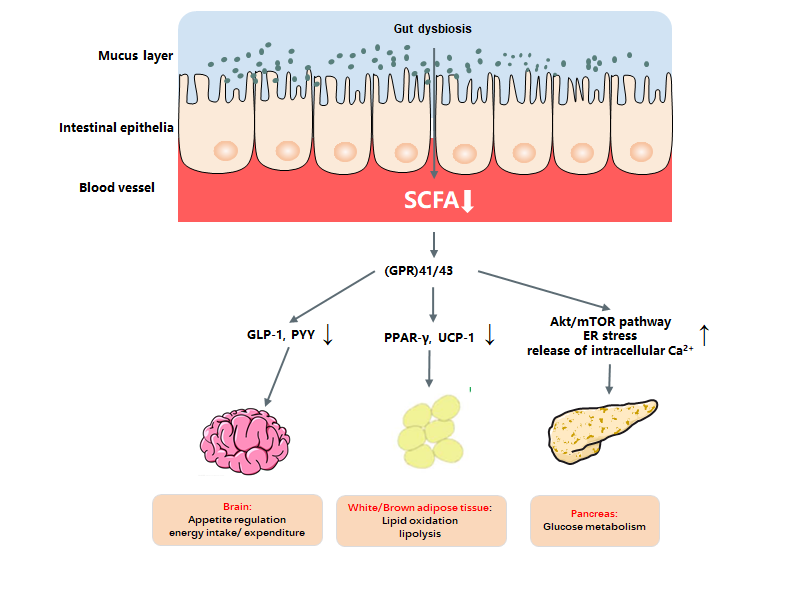 Gut dysbiosis
Mucus layer
Intestinal epithelia
Blood vessel
SCFA⬇
(GPR)41/43
GLP-1, PYY ↓
PPAR-γ, UCP-1 ↓
Akt/mTOR pathway
ER stress
release of intracellular Ca²⁺ ↑
Brain:
Appetite regulation
energy intake/ expenditure
White/Brown adipose tissue:
Lipid oxidation
lipolysis
Pancreas:
Glucose metabolism